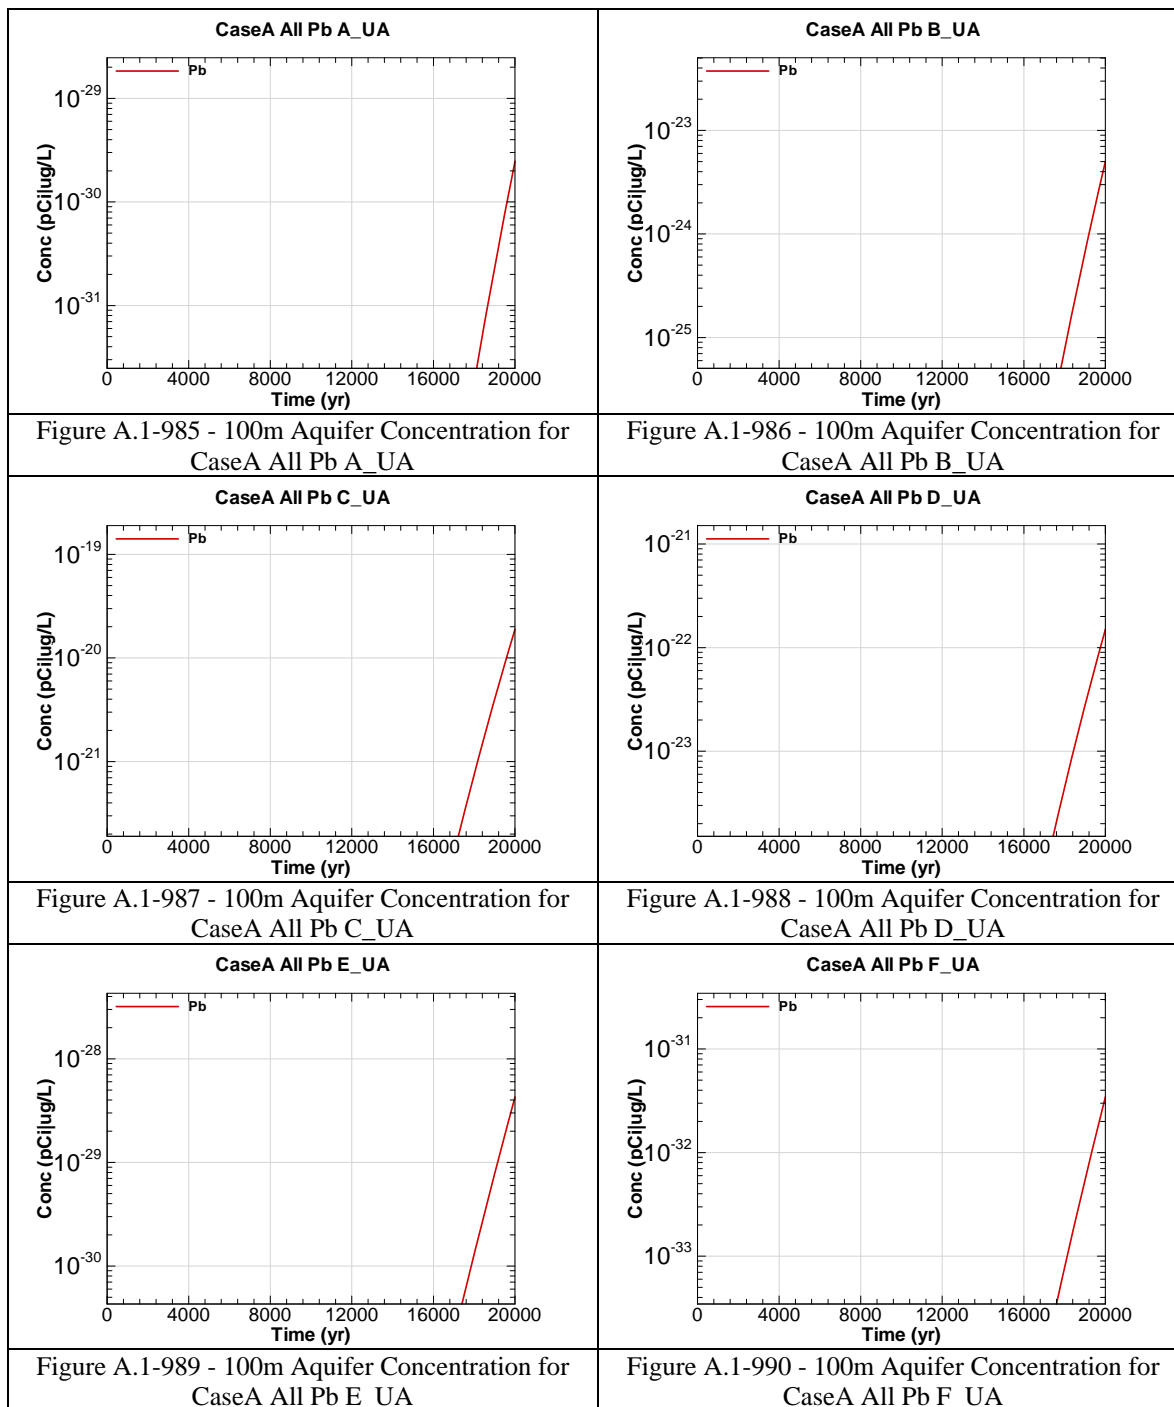 CaseA All Pb A_UA
Pb
10-29
10-30
10-31
Conc (pCi|ug/L)
0 4000 8000 12000 16000 20000
Time (yr)
Figure A.1-985 - 100m Aquifer Concentration for
CaseA All Pb A_UA
CaseA All Pb B_UA
Pb
10-23
10-24
10-25
Conc (pCi|ug/L)
0 4000 8000 12000 16000 20000
Time (yr)
Figure A.1-986 - 100m Aquifer Concentration for
CaseA All Pb B_UA
CaseA All Pb C_UA
Pb
10-19
10-20
10-21
Conc (pCi|ug/L)
0 4000 8000 12000 16000 20000
Time (yr)
Figure A.1-987 - 100m Aquifer Concentration for
CaseA All Pb C_UA
CaseA All Pb D_UA
Pb
10-21
10-22
10-23
Conc (pCi|ug/L)
0 4000 8000 12000 16000 20000
Time (yr)
Figure A.1-988 - 100m Aquifer Concentration for
CaseA All Pb D_UA
CaseA All Pb E_UA
Pb
10-28
10-29
10-30
Conc (pCi|ug/L)
0 4000 8000 12000 16000 20000
Time (yr)
Figure A.1-989 - 100m Aquifer Concentration for
CaseA All Pb E_UA
CaseA All Pb F_UA
Pb
10-31
10-32
10-33
Conc (pCi|ug/L)
0 4000 8000 12000 16000 20000
Time (yr)
Figure A.1-990 - 100m Aquifer Concentration for
CaseA All Pb F_UA